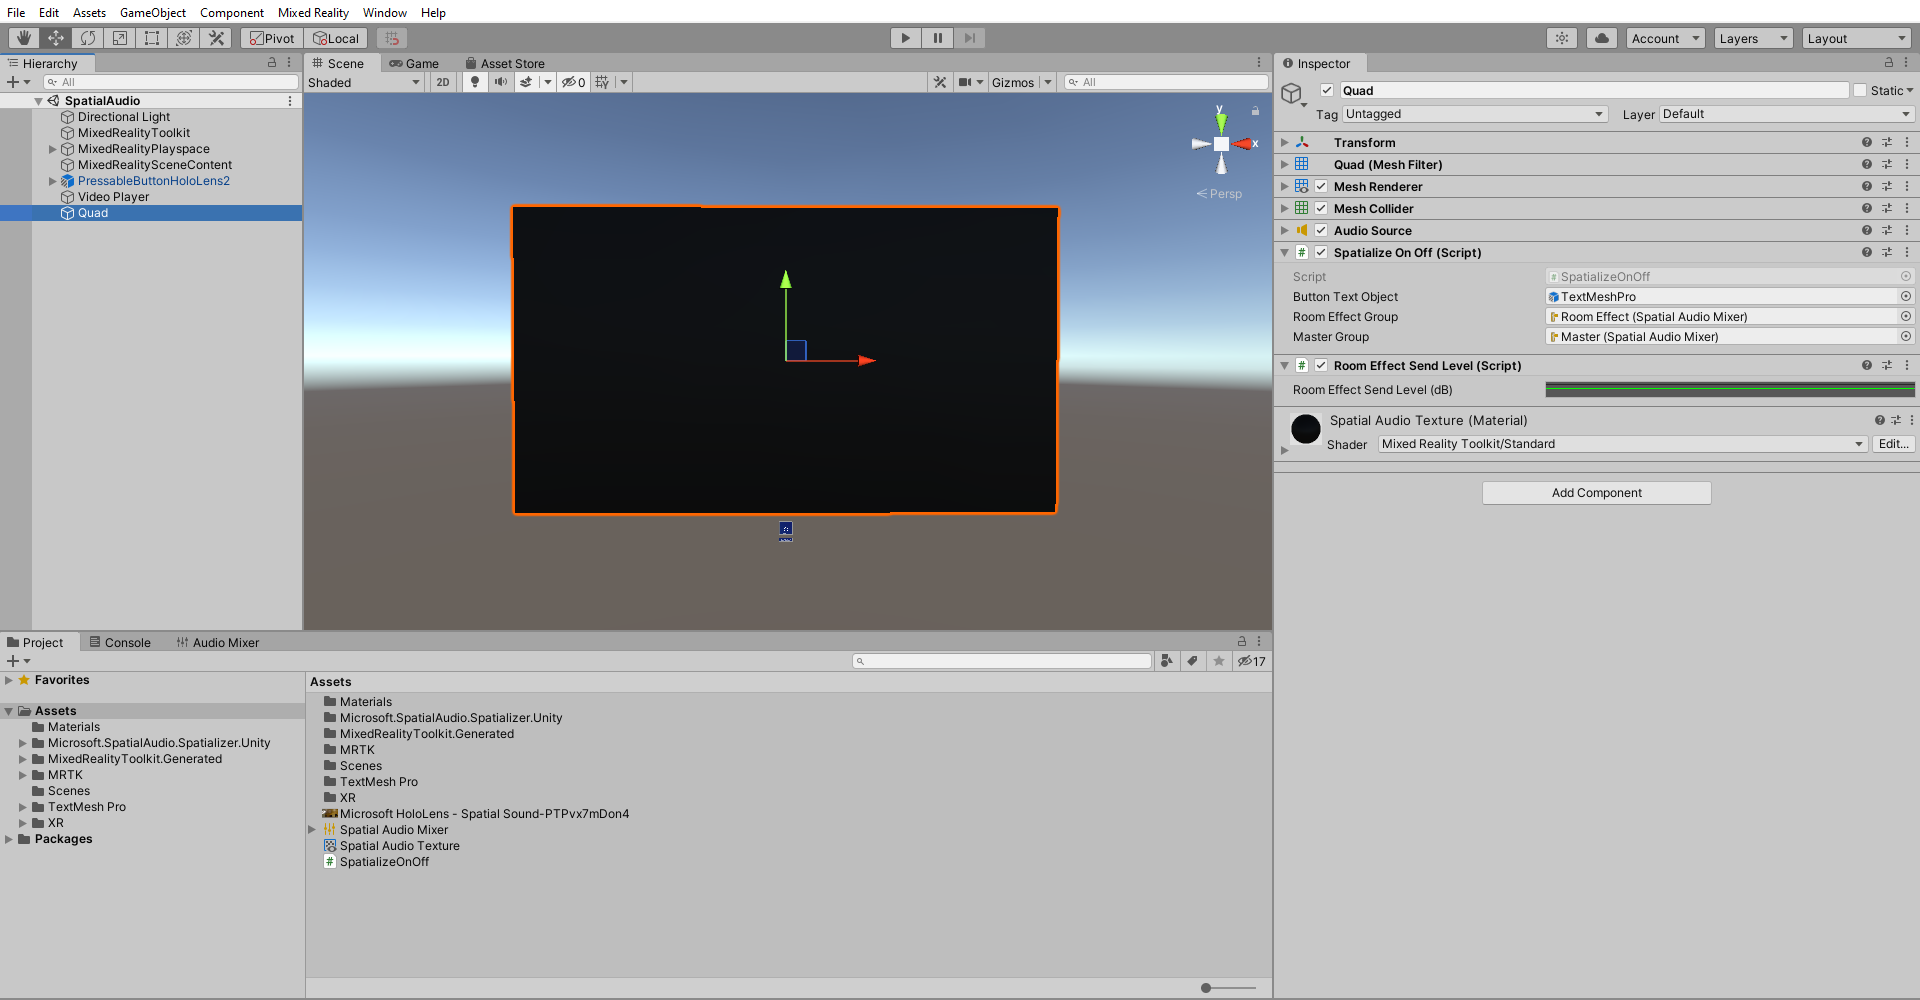 File Edit Assets GameObject Component Mixed Reality Window Help
Pivot Local Account Layers Layout
Hierarchy
All
SpatialAudio
Directional Light
MixedRealityToolkit
MixedRealityPlayspace
MixedRealitySceneContent
PressableButtonHoloLens2
Video Player
Quad
Scene Game Asset Store
Shaded 2D 0 Gizmos All
y
x
Persp
Inspector
Quad Static
Tag Untagged Layer Default
Transform
Quad (Mesh Filter)
Mesh Renderer
Mesh Collider
Audio Source
# Spatialize On Off (Script)
Script # SpatializeOnOff
Button Text Object TextMeshPro
Room Effect Group Room Effect (Spatial Audio Mixer)
Master Group Master (Spatial Audio Mixer)
# Room Effect Send Level (Script)
Room Effect Send Level (dB)
Spatial Audio Texture (Material)
Shader Mixed Reality Toolkit/Standard Edit...
Add Component
Project Console Audio Mixer
17
Favorites
Assets
Materials
Microsoft.SpatialAudio.Spatializer.Unity
MixedRealityToolkit.Generated
MRTK
Scenes
TextMesh Pro
XR
Packages
Assets
Materials
Microsoft.SpatialAudio.Spatializer.Unity
MixedRealityToolkit.Generated
MRTK
Scenes
TextMesh Pro
XR
Microsoft HoloLens - Spatial Sound-PTPvx7mDon4
Spatial Audio Mixer
Spatial Audio Texture
# SpatializeOnOff